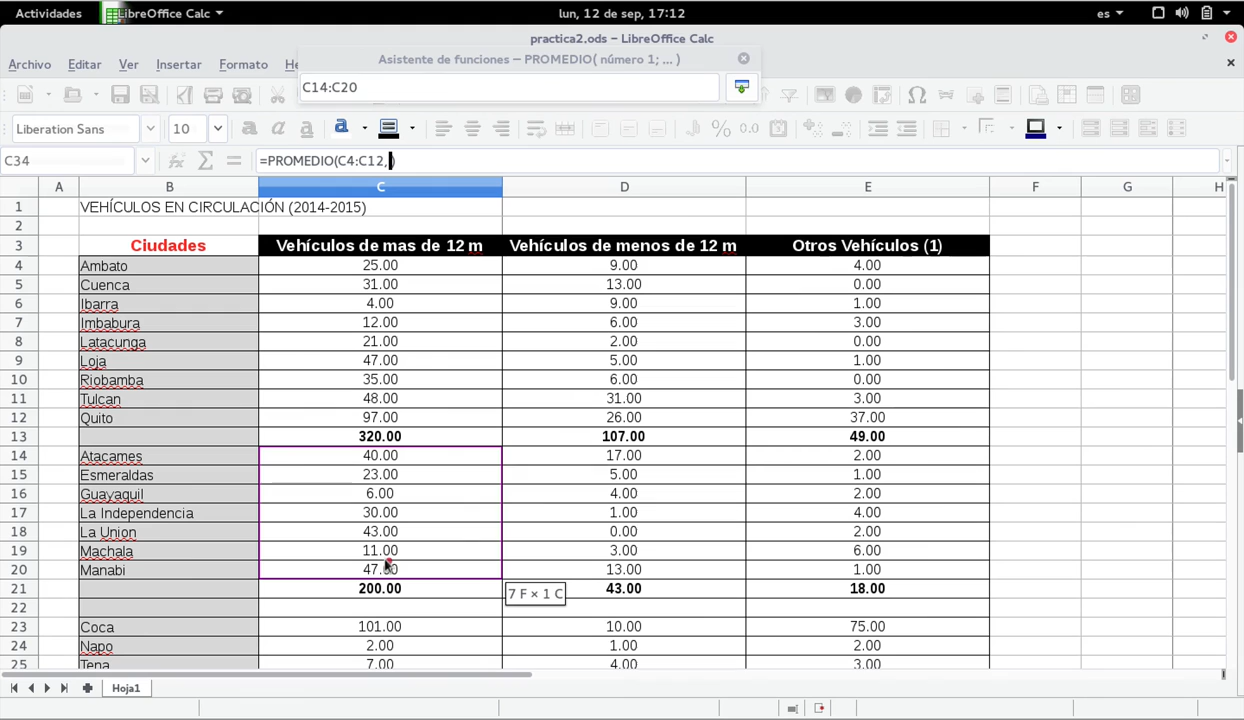 Actividades LibreOffice Calc lun, 12 de sep, 17:12 es
practica2.ods – LibreOffice Calc
Archivo Editar Ver Insertar Formato
Asistente de funciones – PROMEDIO( número 1; ... )
C14:C20
Liberation Sans 10
C34 =PROMEDIO(C4:C12, )
A B C D E F G H
1 VEHÍCULOS EN CIRCULACIÓN (2014-2015)
2
3 Ciudades Vehículos de mas de 12 m Vehículos de menos de 12 m Otros Vehículos (1)
4 Ambato 25.00 9.00 4.00
5 Cuenca 31.00 13.00 0.00
6 Ibarra 4.00 9.00 1.00
7 Imbabura 12.00 6.00 3.00
8 Latacunga 21.00 2.00 0.00
9 Loja 47.00 5.00 1.00
10 Riobamba 35.00 6.00 0.00
11 Tulcan 48.00 31.00 3.00
12 Quito 97.00 26.00 37.00
13 320.00 107.00 49.00
14 Atacames 40.00 17.00 2.00
15 Esmeraldas 23.00 5.00 1.00
16 Guayaquil 6.00 4.00 2.00
17 La Independencia 30.00 1.00 4.00
18 La Union 43.00 0.00 2.00
19 Machala 11.00 3.00 6.00
20 Manabi 47.00 13.00 1.00
21 200.00 43.00 18.00
7 F × 1 C
22
23 Coca 101.00 10.00 75.00
24 Napo 2.00 1.00 2.00
25 Tena 7.00 4.00 3.00
Hoja1